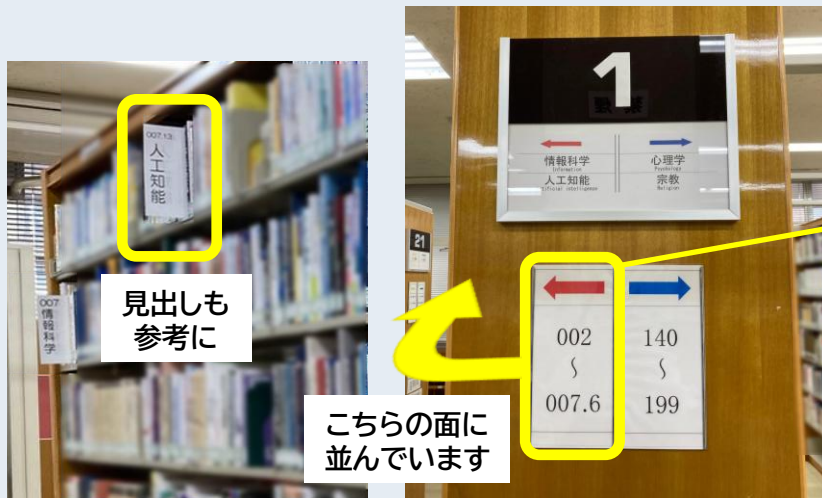 007.13
人工知能
007
情報科学
見出しも
参考に
1
情報科学
Information
人工知能
Artificial Intelligence
心理学
Psychology
宗教
Religion
21
002
〜
007.6
140
〜
199
こちらの面に
並んでいます